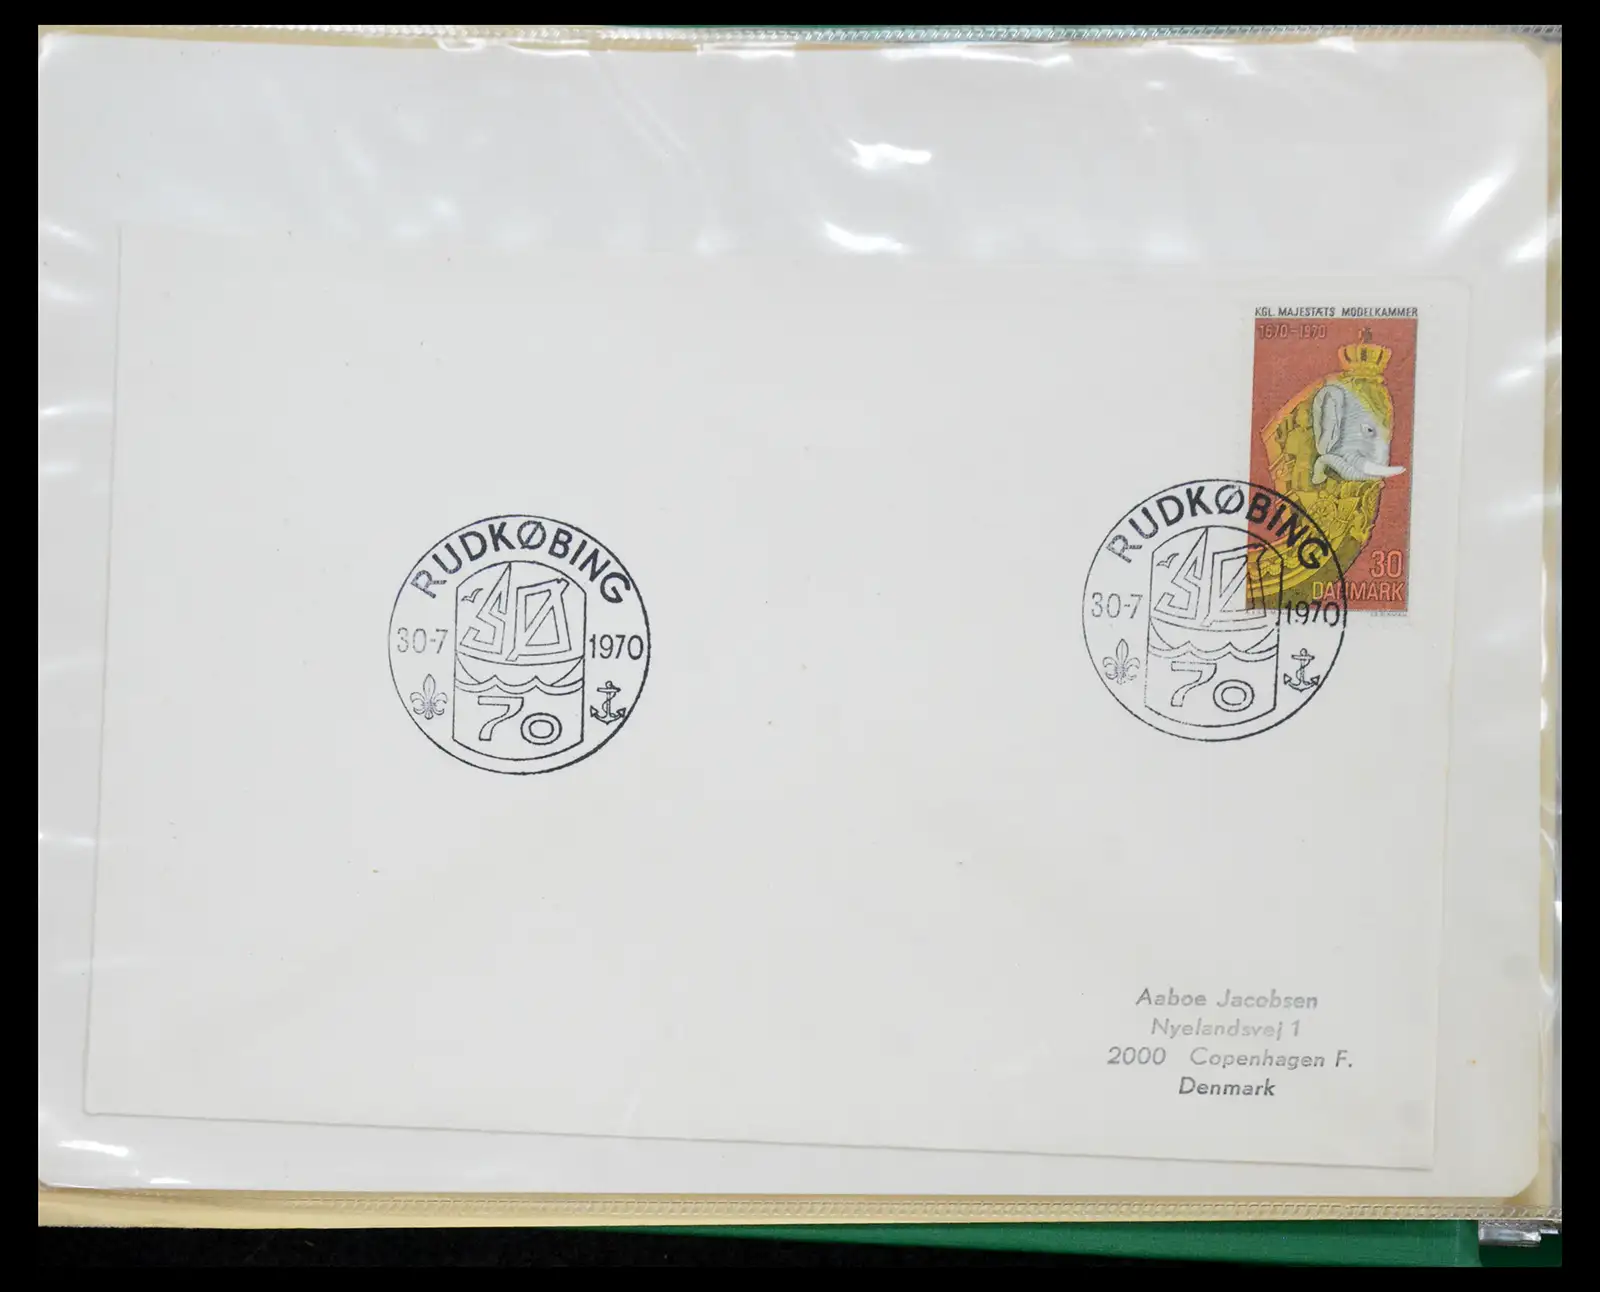 KGL. MAJESTÆTS MODELKAMMER
1670-1970
30
DANMARK
RUDKØBING
30-7 1970
SØ
70
RUDKØBING
30-7 1970
SØ
70
Aaboe Jacobsen
Nyelandsvej 1
2000 Copenhagen F.
Denmark